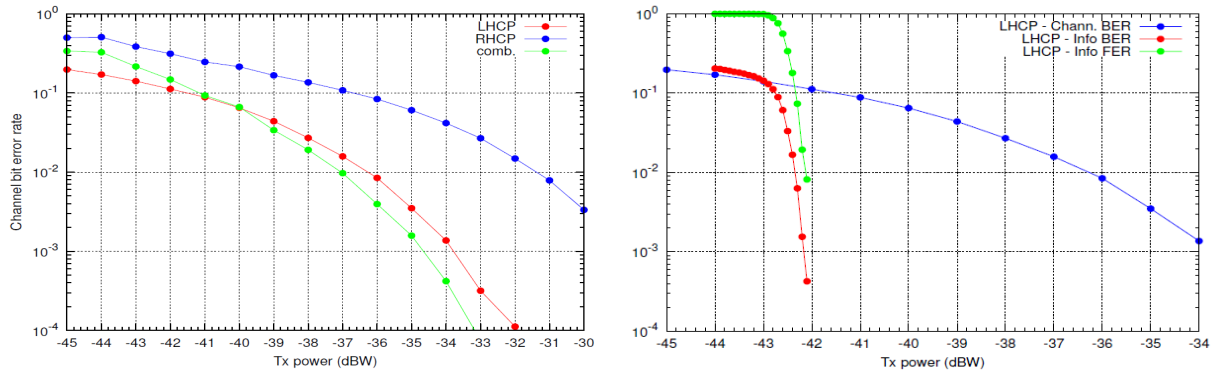 Channel bit error rate
LHCP
RHCP
comb.
10^0
10^-1
10^-2
10^-3
10^-4
-45 -44 -43 -42 -41 -40 -39 -38 -37 -36 -35 -34 -33 -32 -31 -30
Tx power (dBW)
LHCP - Chann. BER
LHCP - Info BER
LHCP - Info FER
10^0
10^-1
10^-2
10^-3
10^-4
-45 -44 -43 -42 -41 -40 -39 -38 -37 -36 -35 -34
Tx power (dBW)